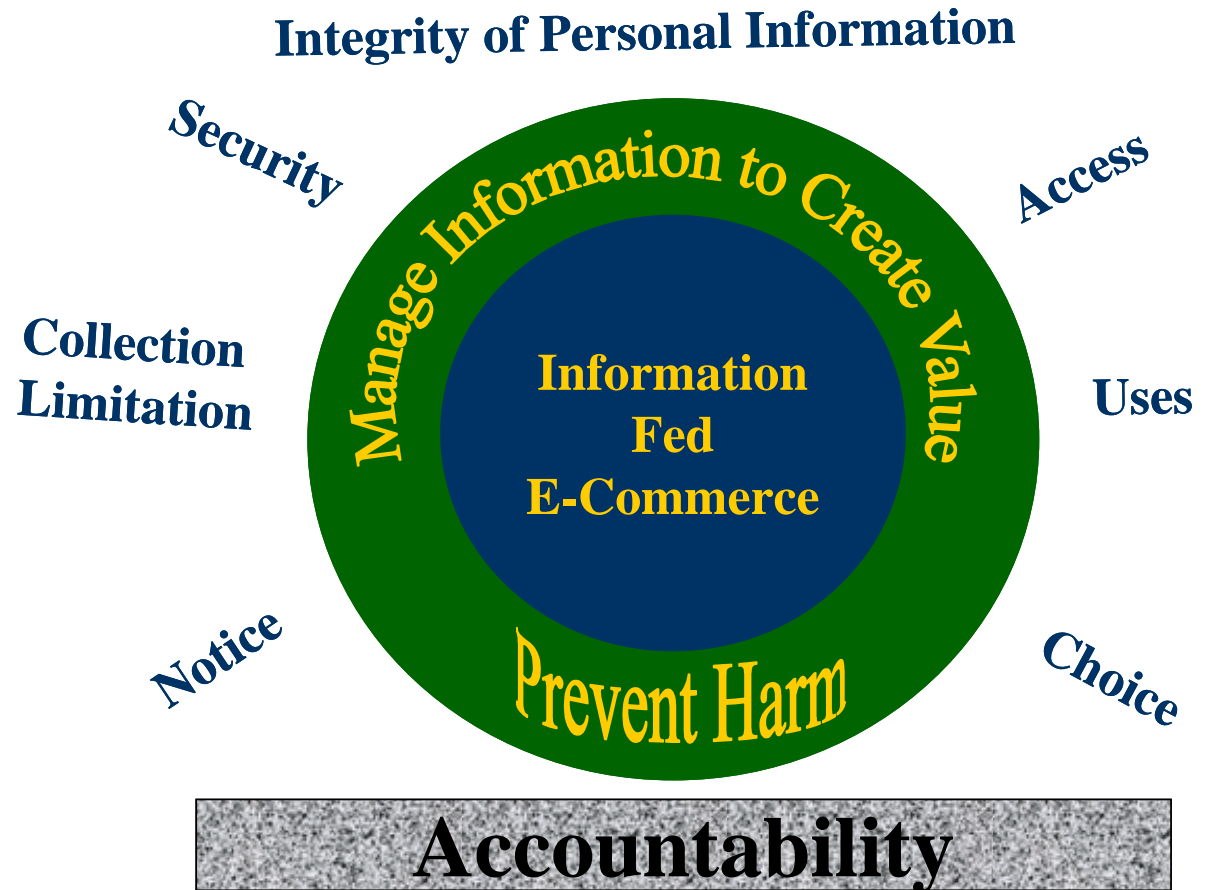 Integrity of Personal Information
Security
Access
Manage Information to Create Value
Collection
Limitation
Information
Fed
E-Commerce
Uses
Notice
Prevent Harm
Choice
Accountability